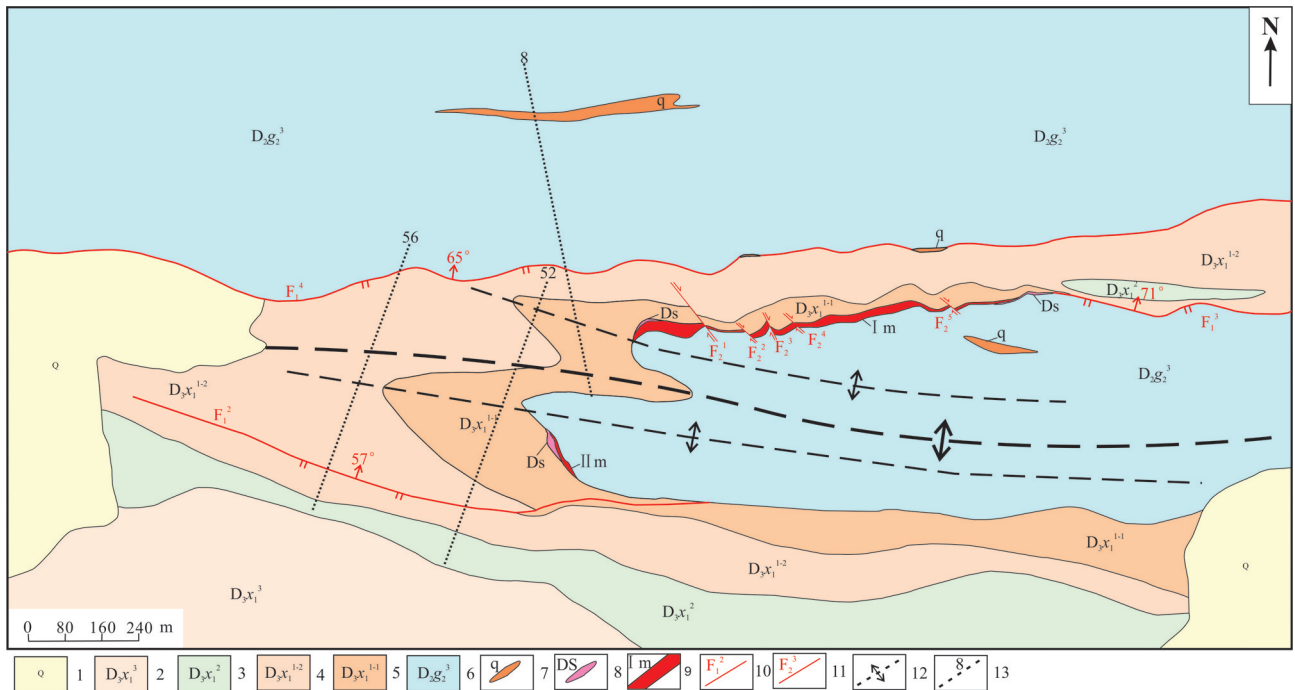 N
8
q
D₂g₂³
D₂g₂³
56
q
65°
52
D₃x₁¹⁻²
F₁⁴
D₃x₁²
71°
Ds
D₃x₁¹⁻¹
Ds
F₁³
I m
F₂¹
F₂²
F₂³
F₂⁴
F₂⁵
q
Q
D₃x₁¹⁻²
D₂g₂³
F₁²
D₃x₁¹⁻¹
57°
Ds
II m
D₃x₁¹⁻¹
Q
D₃x₁¹⁻²
D₃x₁³
D₃x₁²
0 80 160 240 m
Q 1 D₃x₁³ 2 D₃x₁² 3 D₃x₁¹⁻² 4 D₃x₁¹⁻¹ 5 D₂g₂³ 6 q 7 DS 8 I m 9 F₁² 10 F₂³ 11 12 8 13